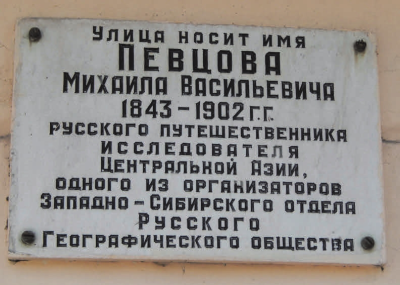 Улица носит имя
Певцова
Михаила Васильевича
1843–1902 г.г.
русского путешественника
исследователя
Центральной Азии,
одного из организаторов
Западно–Сибирского отдела
Русского
Географического общества